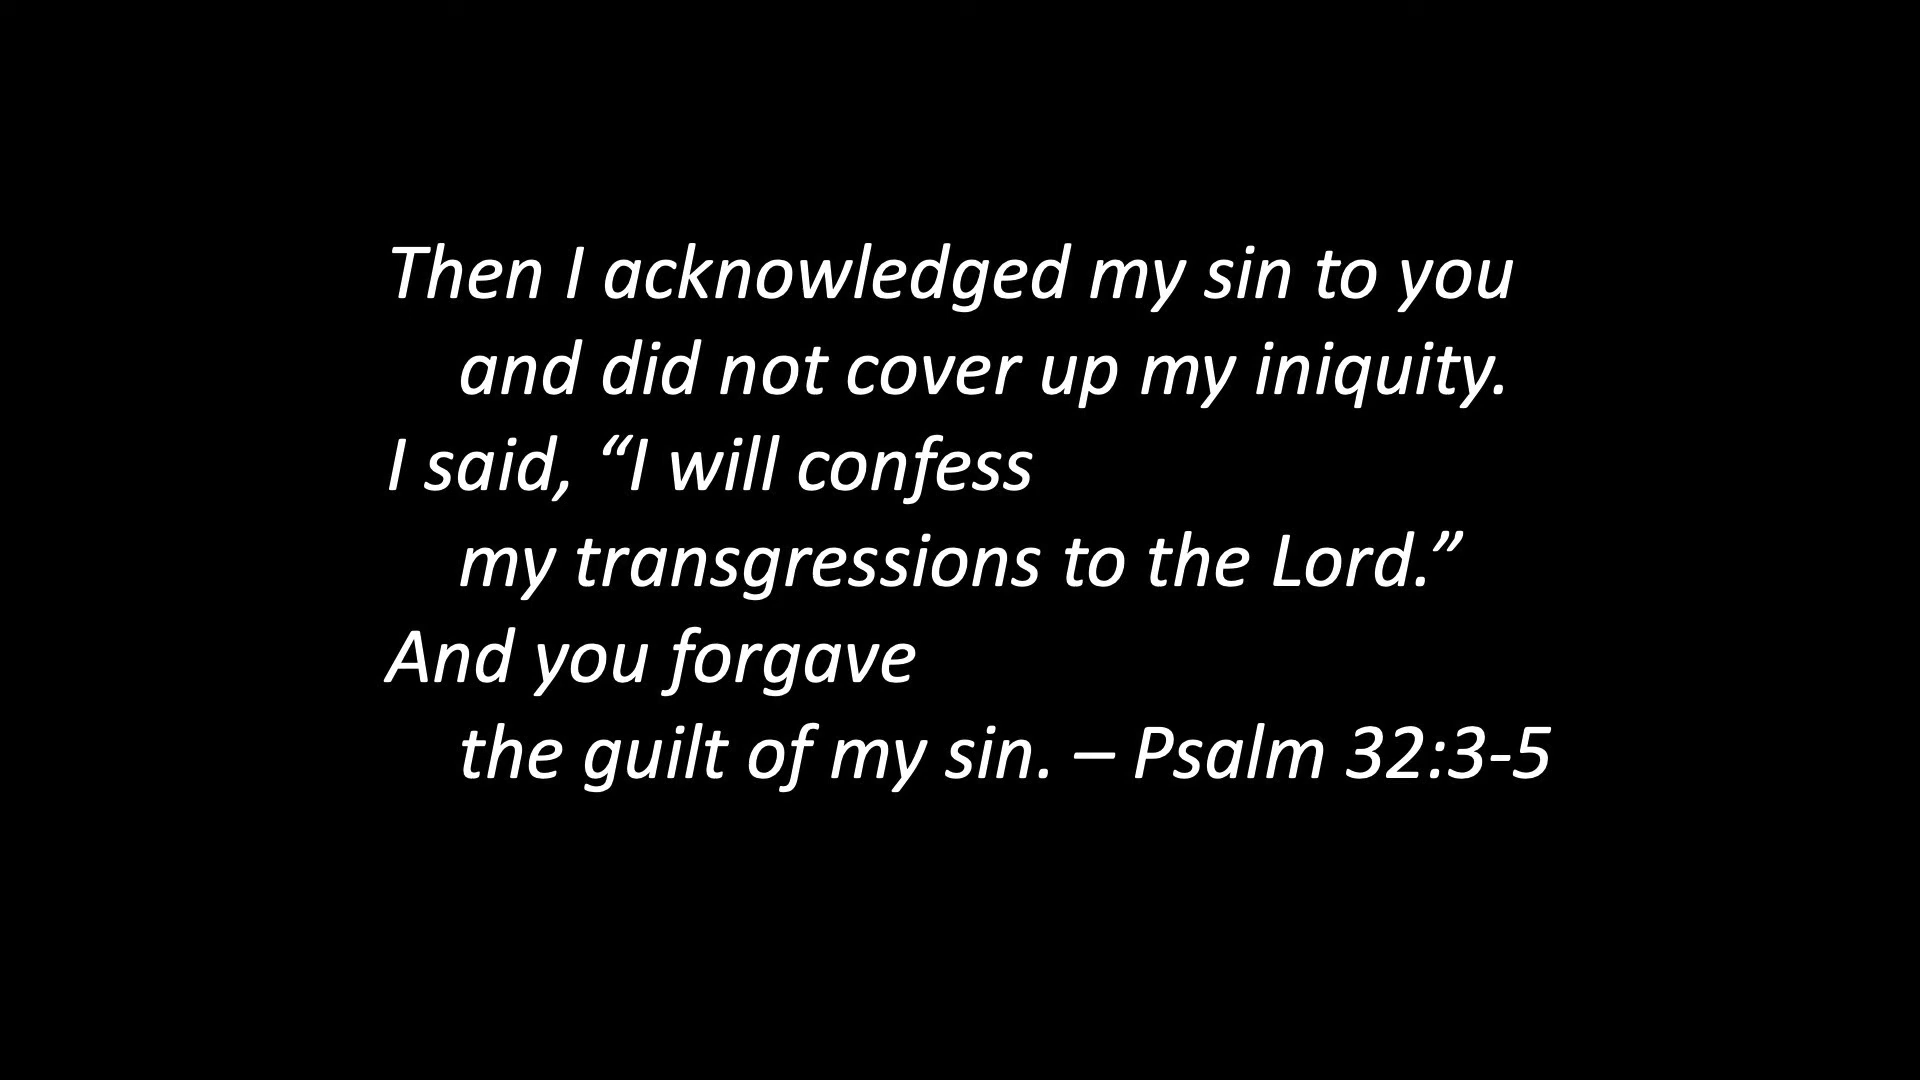 Then I acknowledged my sin to you
and did not cover up my iniquity.
I said, “I will confess
my transgressions to the Lord.”
And you forgave
the guilt of my sin. – Psalm 32:3-5